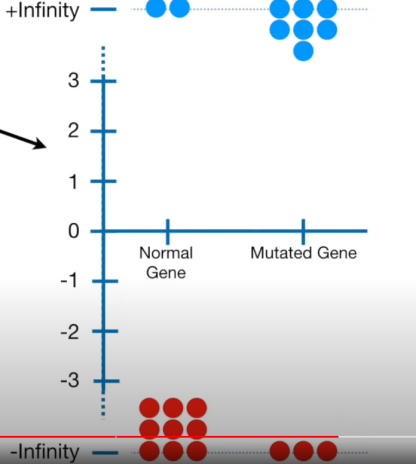 +Infinity
3
2
1
0
Normal
Gene
Mutated Gene
-1
-2
-3
-Infinity